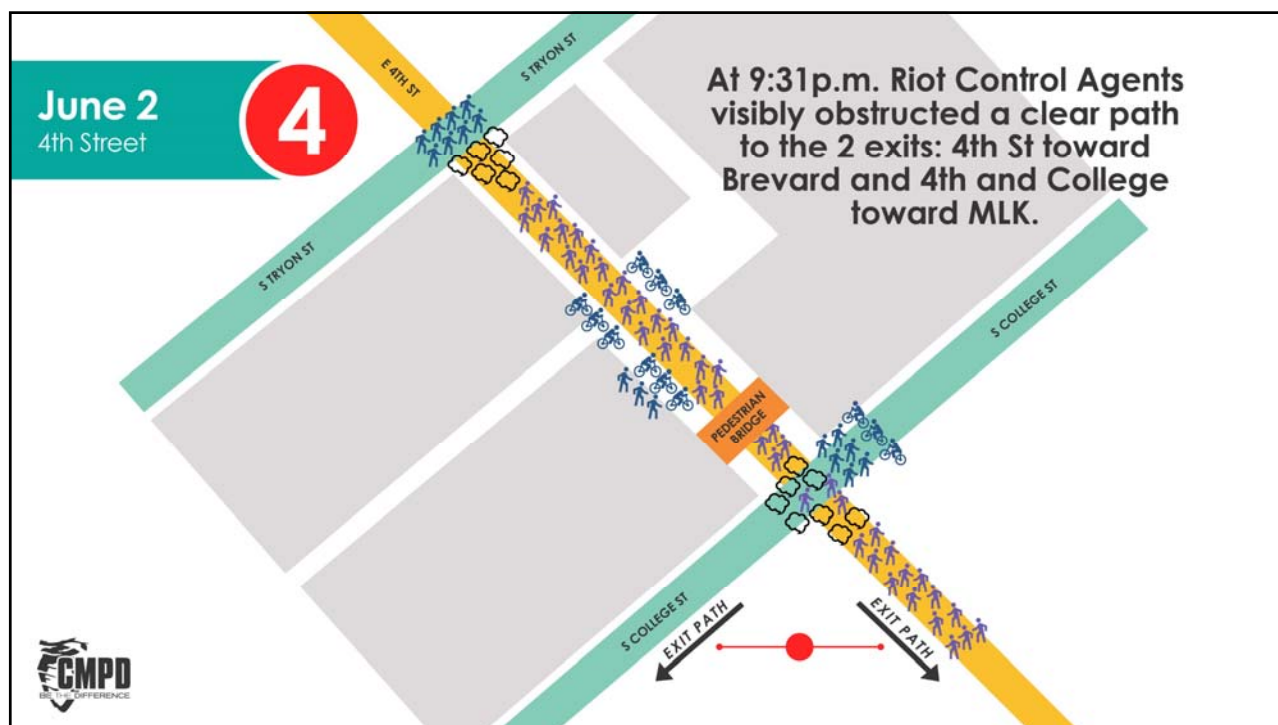 June 2
4th Street
4
At 9:31p.m. Riot Control Agents
visibly obstructed a clear path
to the 2 exits: 4th St toward
Brevard and 4th and College
toward MLK.
E 4TH ST
S TRYON ST
S TRYON ST
S COLLEGE ST
PEDESTRIAN
BRIDGE
S COLLEGE ST
EXIT PATH
EXIT PATH
CMPD
BE THE DIFFERENCE